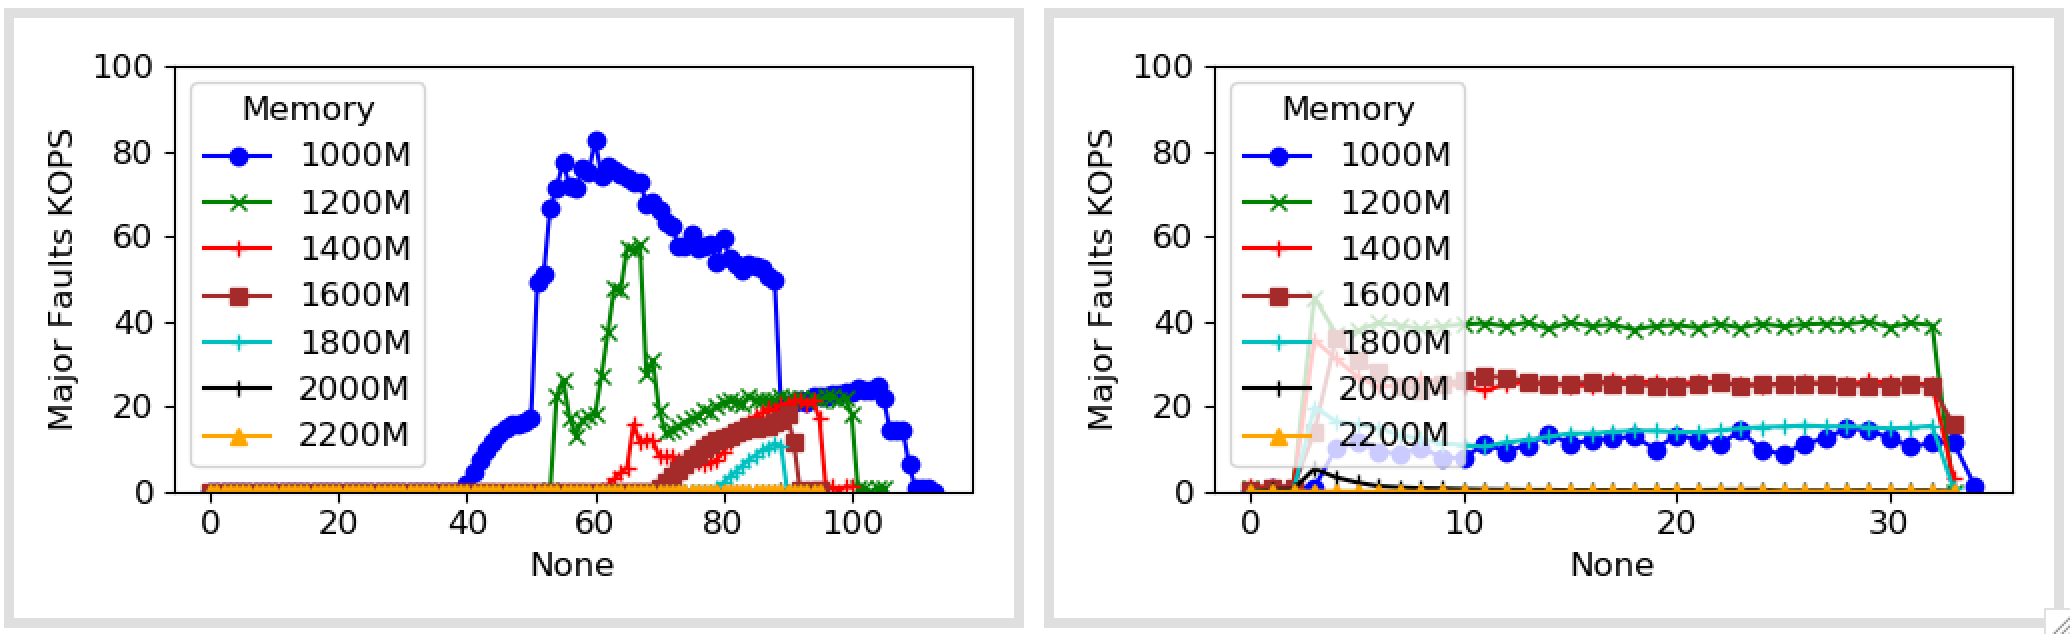 100
80
60
40
20
0
Major Faults KOPS
Memory
1000M
1200M
1400M
1600M
1800M
2000M
2200M
0 20 40 60 80 100
None
100
80
60
40
20
0
Major Faults KOPS
Memory
1000M
1200M
1400M
1600M
1800M
2000M
2200M
0 10 20 30
None